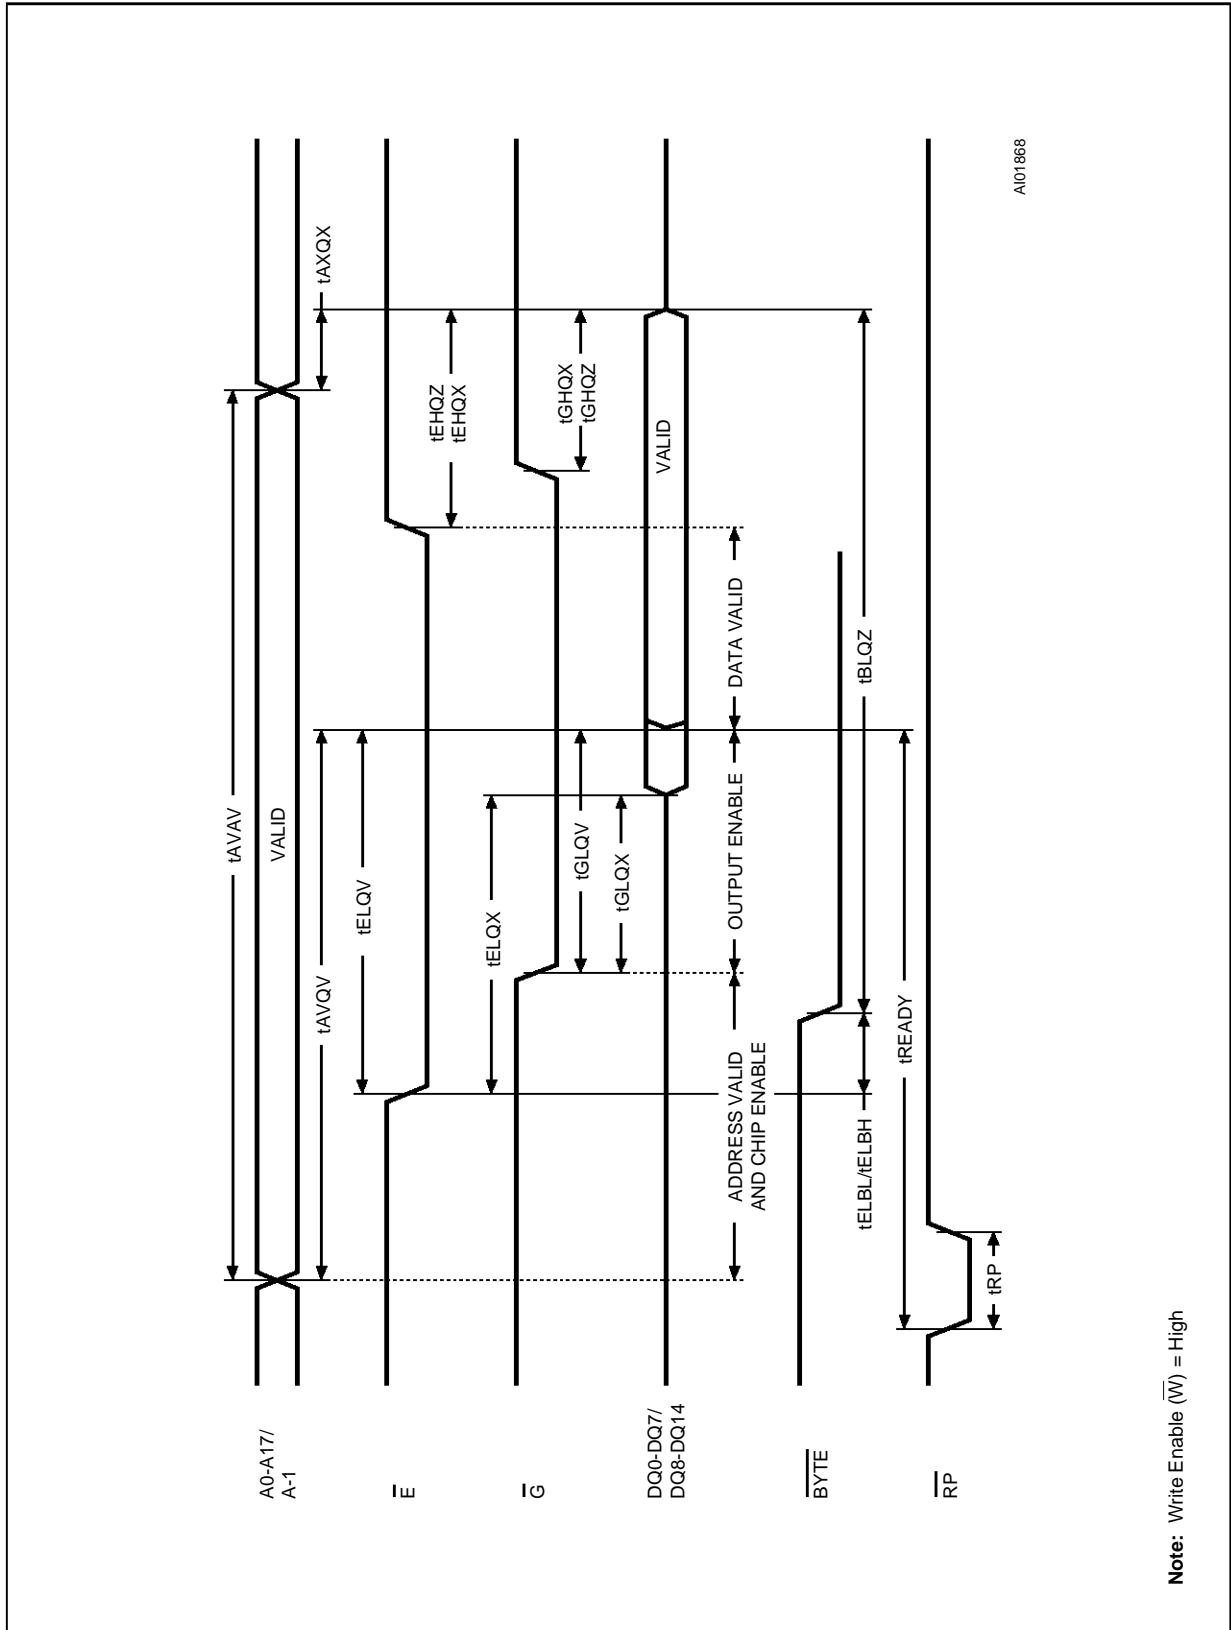 tAVAV
A0-A17/
A-1
VALID
tAVQV
tAXQX
tELQV
tEHQZ
tEHQX
E
tELQX
G
tGLQV
tGHQX
tGHQZ
tGLQX
DQ0-DQ7/
DQ8-DQ14
VALID
ADDRESS VALID
AND CHIP ENABLE
OUTPUT ENABLE
DATA VALID
BYTE
tELBL/tELBH
tBLQZ
tREADY
RP
tRP
AI01868
Note: Write Enable (W) = High